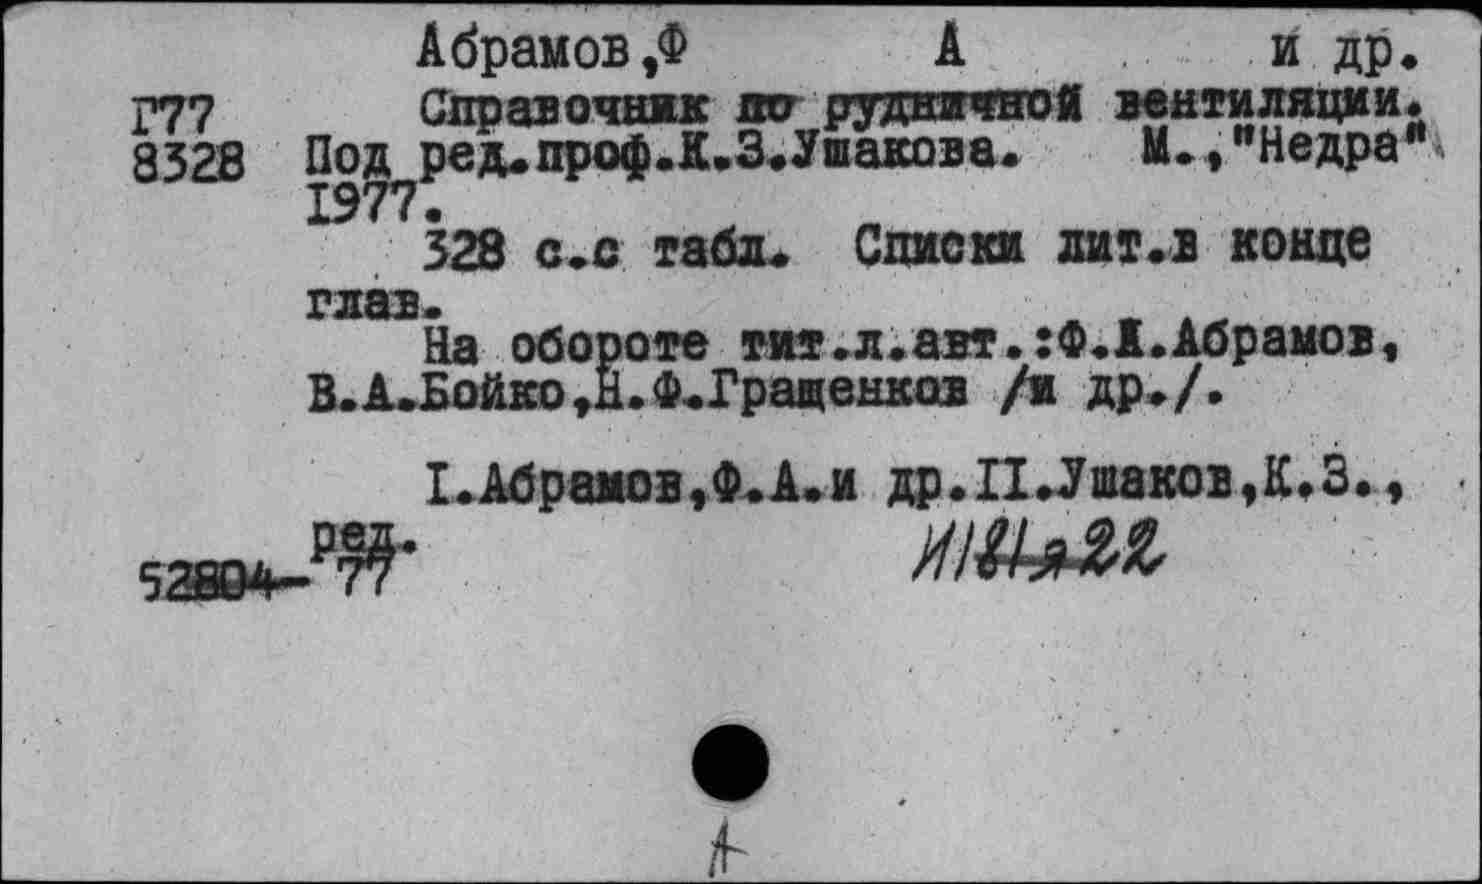 Абрамов,Ф А и др.
Г77 Справочник по рудничной вентиляции.
8328 Под ред.проф.К.З.Ушакова. М.,"Недра"
1977.
328 с.с табл. Списки лит.в конце
глав.
На обороте тит.л.авт.:Ф.А.Абрамов,
В.А.Бойко,Н.Ф.Гращенков /и др./.
I.Абрамов,Ф.А.и др.II.Ушаков,К.З.,
ред.
52804-77
А